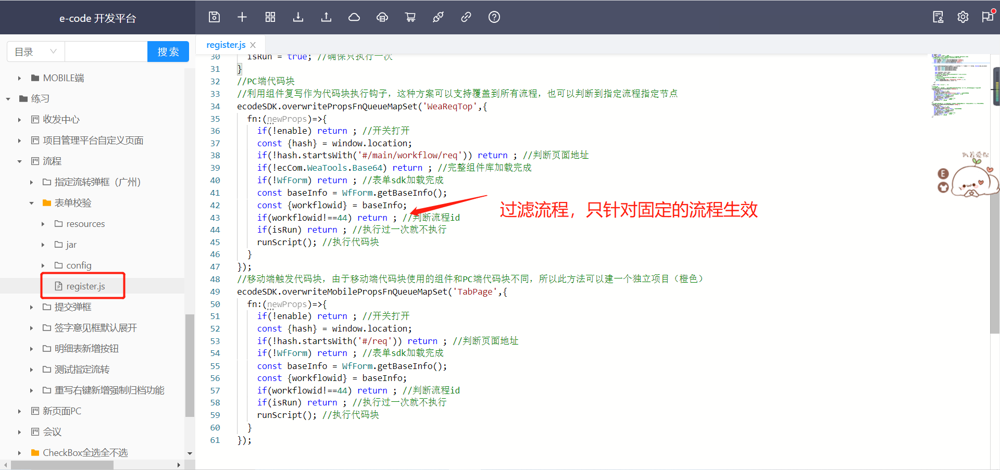 e-code 开发平台
目录
搜 索
MOBILE端
练习
收发中心
项目管理平台自定义页面
流程
指定流转弹框（广州）
表单校验
resources
jar
config
register.js
提交弹框
签字意见框默认展开
明细表新增按钮
测试指定流转
重写右键新增强制归档功能
新页面PC
会议
CheckBox全选全不选
register.js
30 isRun = true; //确保只执行一次
31 }
32 //PC端代码块
33 //利用组件复写作为代码块执行钩子，这种方案可以支持覆盖到所有流程，也可以判断到指定流程指定节点
34 ecodeSDK.overwritePropsFnQueueMapSet('WeaReqTop',{
35 fn:(newProps)=>{
36 if(!enable) return ; //开关打开
37 const {hash} = window.location;
38 if(!hash.startsWith('#/main/workflow/req')) return ; //判断页面地址
39 if(!ecCom.WeaTools.Base64) return ; //完整组件库加载完成
40 if(!WfForm) return ; //表单sdk加载完成
41 const baseInfo = WfForm.getBaseInfo();
42 const {workflowid} = baseInfo;
43 if(workflowid!==44) return ; //判断流程id
44 if(isRun) return ; //执行过一次就不执行
45 runScript(); //执行代码块
46 }
47 });
48 //移动端触发代码块，由于移动端代码块使用的组件和PC端代码块不同，所以此方法可以建一个独立项目（橙色）
49 ecodeSDK.overwriteMobilePropsFnQueueMapSet('TabPage',{
50 fn:(newProps)=>{
51 if(!enable) return ; //开关打开
52 const {hash} = window.location;
53 if(!hash.startsWith('#/req')) return ; //判断页面地址
54 if(!WfForm) return ; //表单sdk加载完成
55 const baseInfo = WfForm.getBaseInfo();
56 const {workflowid} = baseInfo;
57 if(workflowid!==44) return ; //判断流程id
58 if(isRun) return ; //执行过一次就不执行
59 runScript(); //执行代码块
60 }
61 });
过滤流程，只针对固定的流程生效
E